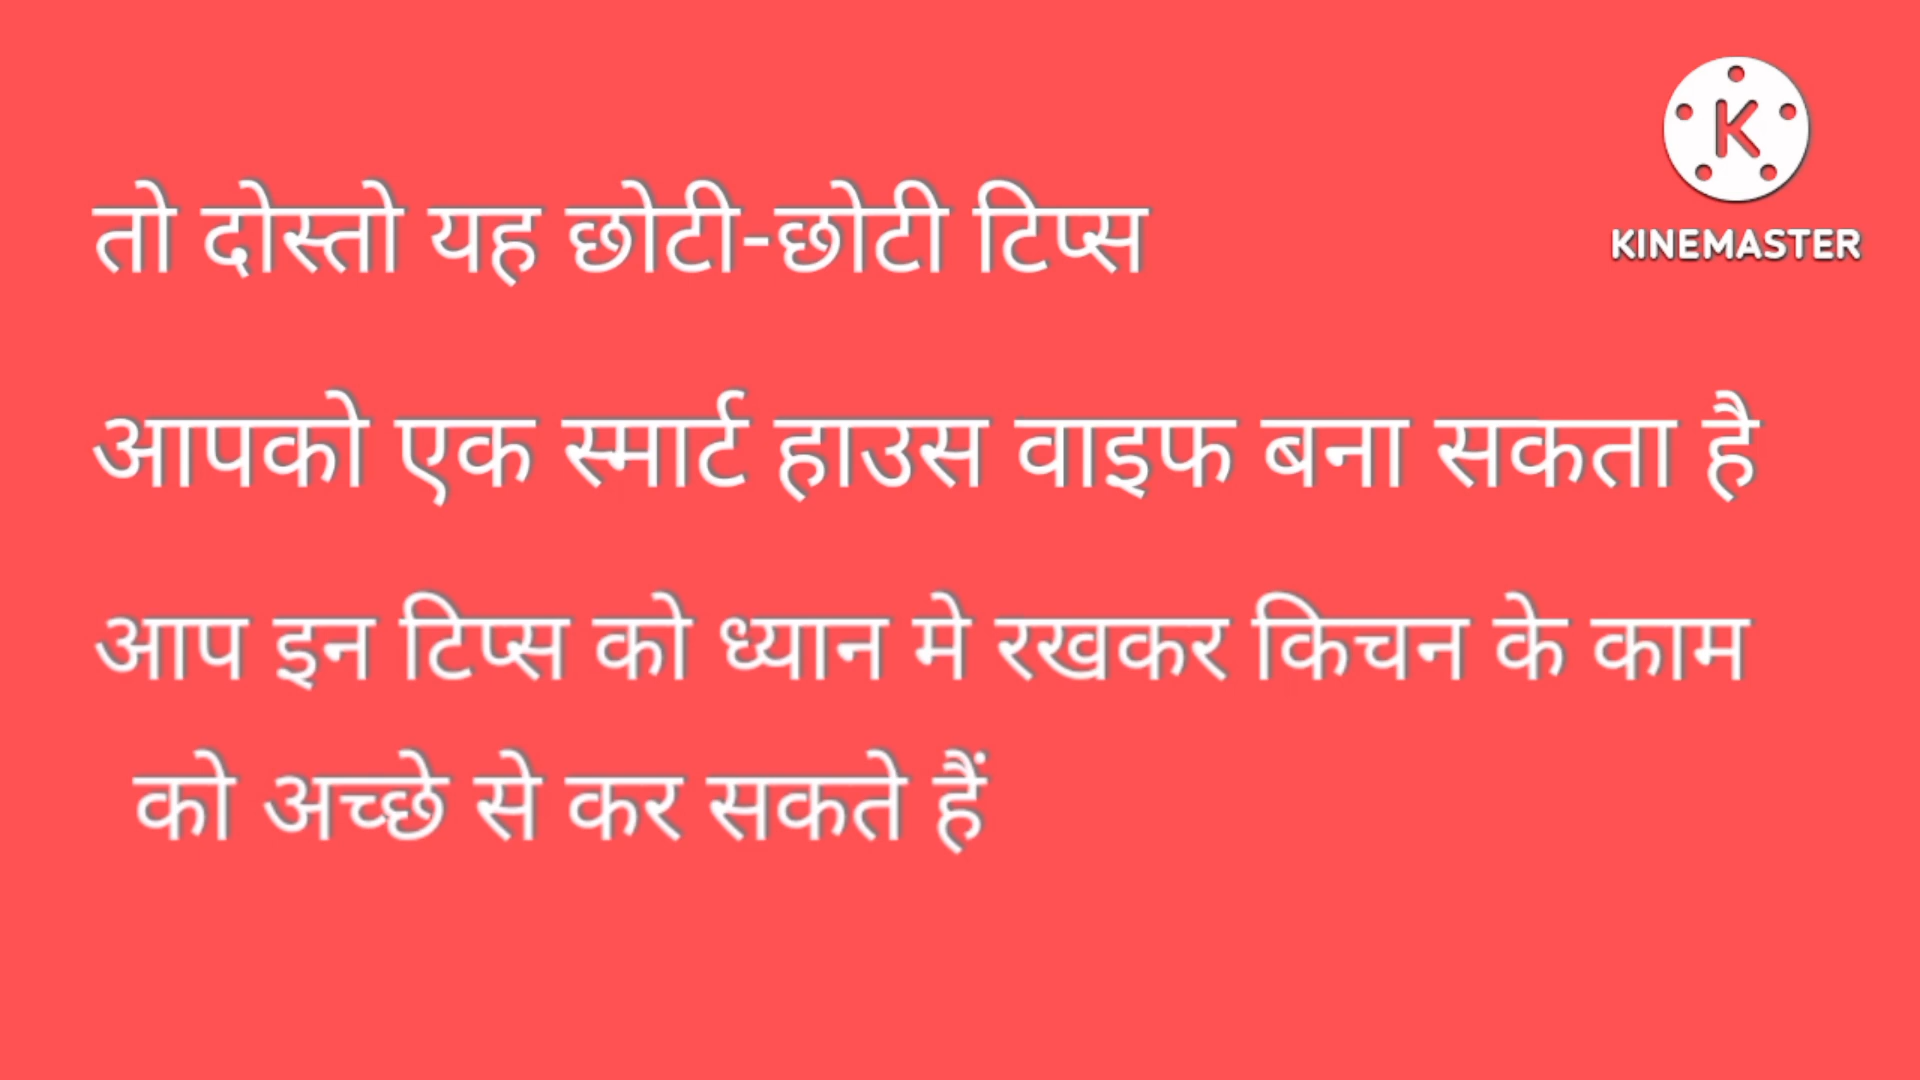 तो दोस्तो यह छोटी-छोटी टिप्स
KINEMASTER
आपको एक स्मार्ट हाउस वाइफ बना सकता है
आप इन टिप्स को ध्यान मे रखकर किचन के काम
को अच्छे से कर सकते हैं